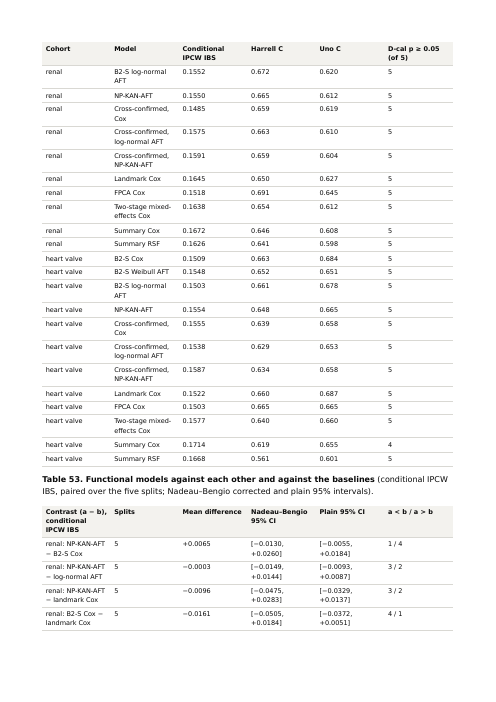 Cohort Model Conditional IPCW IBS Harrell C Uno C D-cal p ≥ 0.05 (of 5)
renal B2-S log-normal AFT 0.1552 0.672 0.620 5
renal NP-KAN-AFT 0.1550 0.665 0.612 5
renal Cross-confirmed, Cox 0.1485 0.659 0.619 5
renal Cross-confirmed, log-normal AFT 0.1575 0.663 0.610 5
renal Cross-confirmed, NP-KAN-AFT 0.1591 0.659 0.604 5
renal Landmark Cox 0.1645 0.650 0.627 5
renal FPCA Cox 0.1518 0.691 0.645 5
renal Two-stage mixed-effects Cox 0.1638 0.654 0.612 5
renal Summary Cox 0.1672 0.646 0.608 5
renal Summary RSF 0.1626 0.641 0.598 5
heart valve B2-S Cox 0.1509 0.663 0.684 5
heart valve B2-S Weibull AFT 0.1548 0.652 0.651 5
heart valve B2-S log-normal AFT 0.1503 0.661 0.678 5
heart valve NP-KAN-AFT 0.1554 0.648 0.665 5
heart valve Cross-confirmed, Cox 0.1555 0.639 0.658 5
heart valve Cross-confirmed, log-normal AFT 0.1538 0.629 0.653 5
heart valve Cross-confirmed, NP-KAN-AFT 0.1587 0.634 0.658 5
heart valve Landmark Cox 0.1522 0.660 0.687 5
heart valve FPCA Cox 0.1503 0.665 0.665 5
heart valve Two-stage mixed-effects Cox 0.1577 0.640 0.660 5
heart valve Summary Cox 0.1714 0.619 0.655 4
heart valve Summary RSF 0.1668 0.561 0.601 5
Table 53. Functional models against each other and against the baselines (conditional IPCW
IBS, paired over the five splits; Nadeau–Bengio corrected and plain 95% intervals).
Contrast (a − b), conditional IPCW IBS Splits Mean difference Nadeau–Bengio 95% CI Plain 95% CI a < b / a > b
renal: NP-KAN-AFT − B2-S Cox 5 +0.0065 [−0.0130, +0.0260] [−0.0055, +0.0184] 1 / 4
renal: NP-KAN-AFT − log-normal AFT 5 −0.0003 [−0.0149, +0.0144] [−0.0093, +0.0087] 3 / 2
renal: NP-KAN-AFT − landmark Cox 5 −0.0096 [−0.0475, +0.0283] [−0.0329, +0.0137] 3 / 2
renal: B2-S Cox − landmark Cox 5 −0.0161 [−0.0505, +0.0184] [−0.0372, +0.0051] 4 / 1